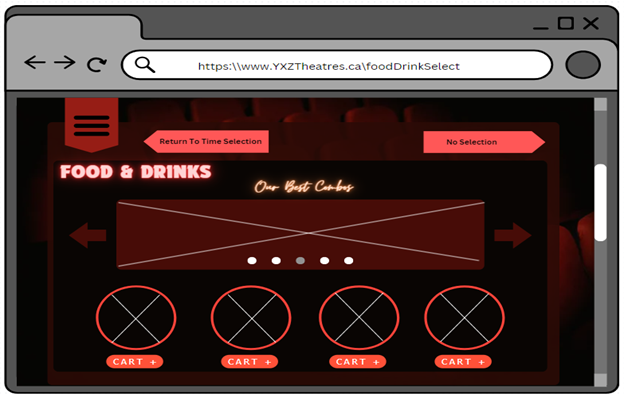 https:\\www.YXZTheatres.ca\foodDrinkSelect
Return To Time Selection
No Selection
FOOD & DRINKS
Our Best Combos
CART +
CART +
CART +
CART +